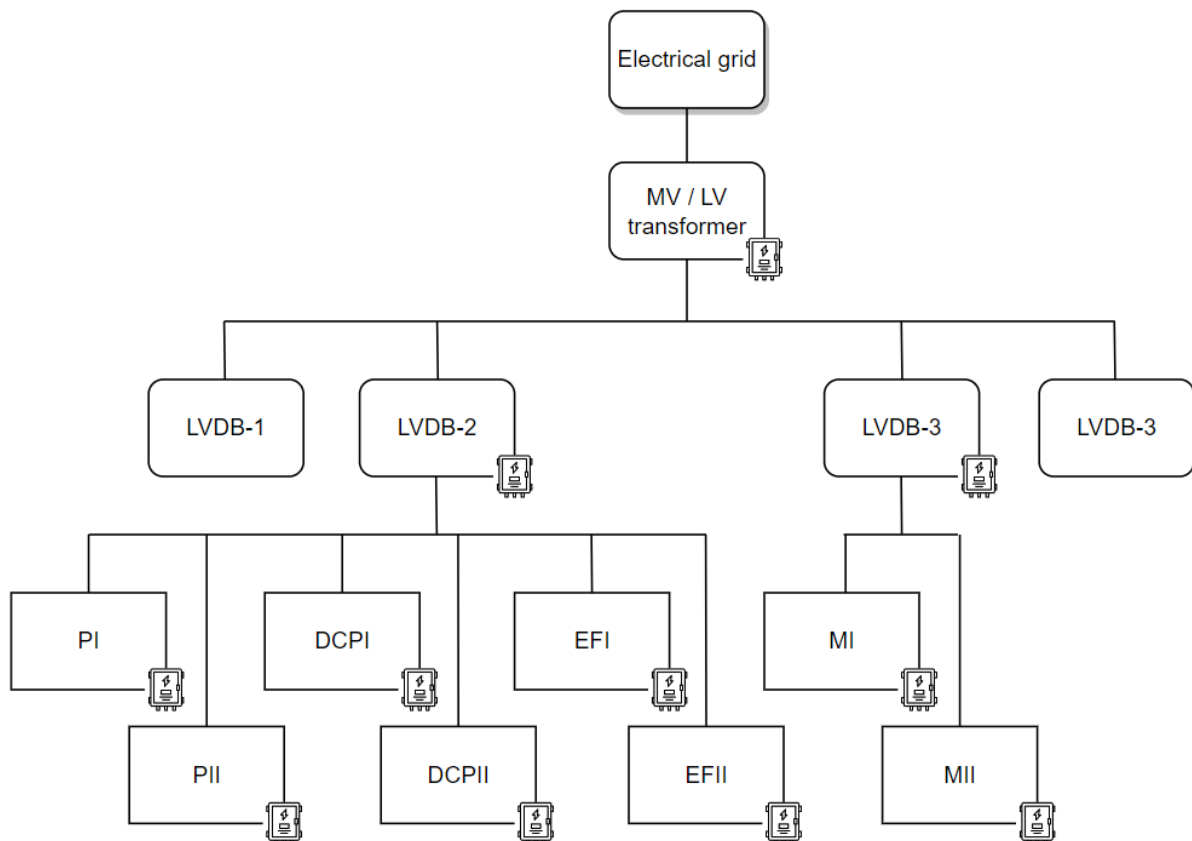 Electrical grid
MV / LV
transformer
LVDB-1
LVDB-2
LVDB-3
LVDB-3
PI
DCPI
EFI
MI
PII
DCPII
EFII
MII